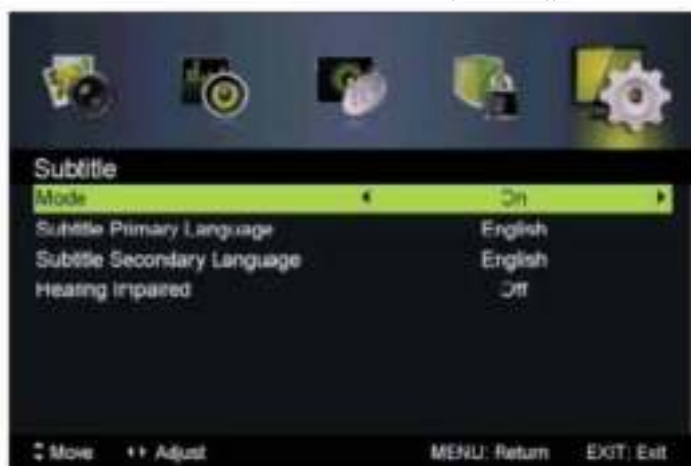 Subtitle
Mode On
Subtitle Primary Language English
Subtitle Secondary Language English
Hearing Impaired Off
Move Adjust MENU: Return EXIT: Exit